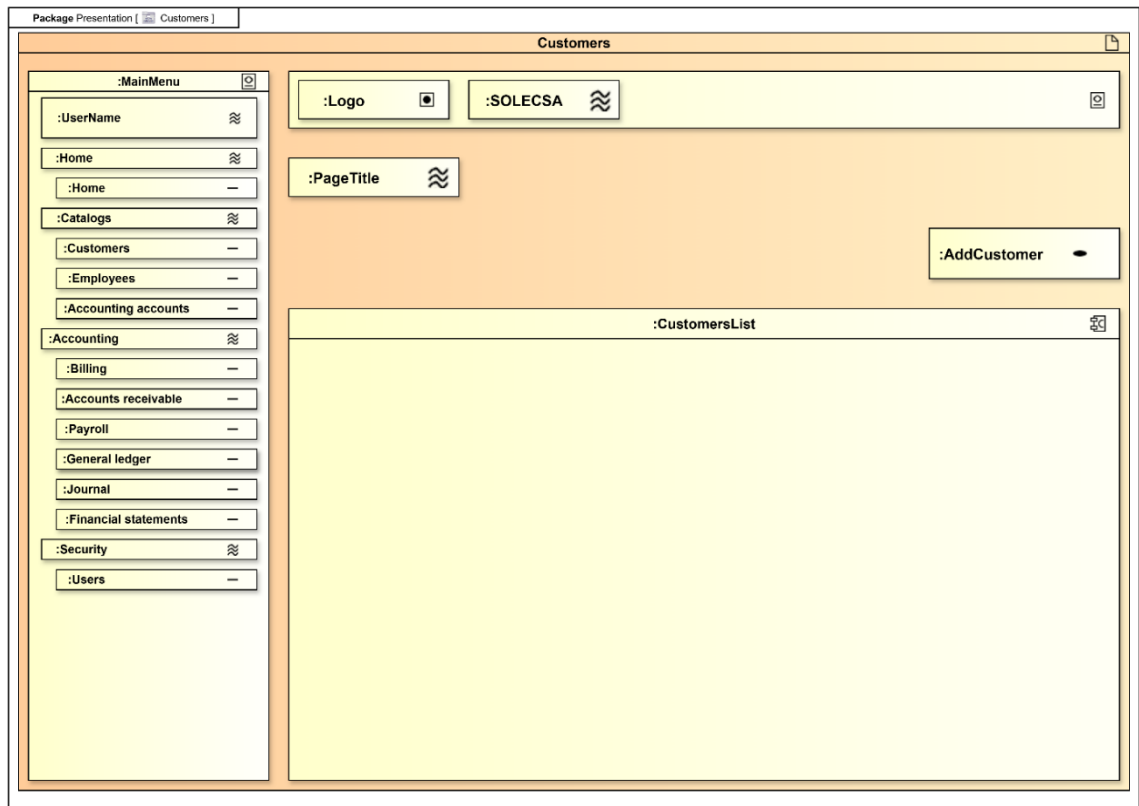 Package Presentation [ Customers ]
Customers
:MainMenu
:UserName
:Home
:Home
:Catalogs
:Customers
:Employees
:Accounting accounts
:Accounting
:Billing
:Accounts receivable
:Payroll
:General ledger
:Journal
:Financial statements
:Security
:Users
:Logo
:SOLECSA
:PageTitle
:AddCustomer
:CustomersList